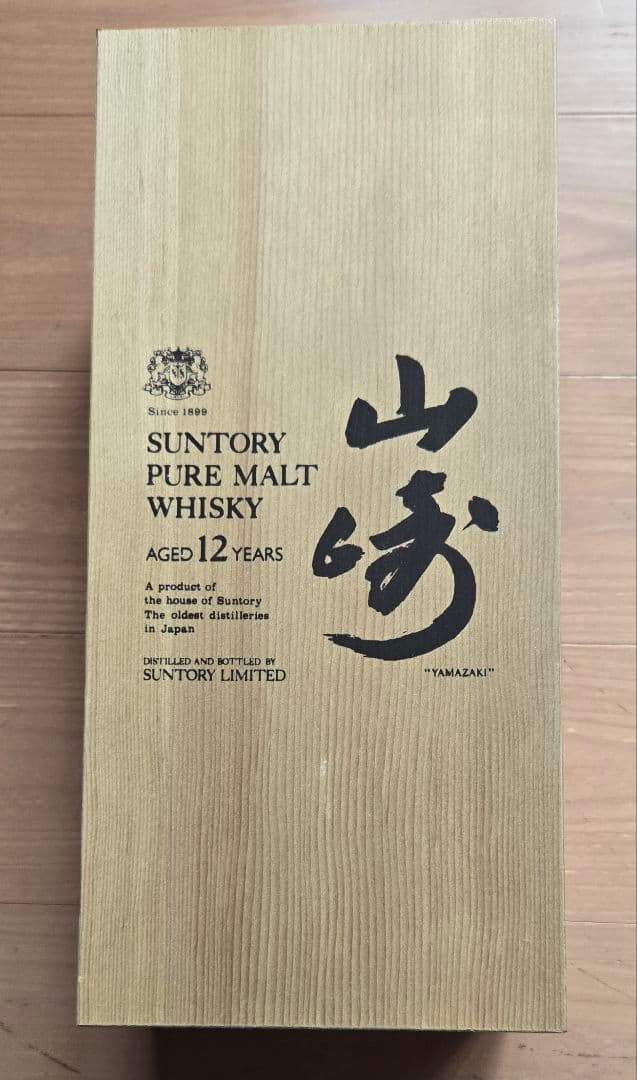 Since 1899
SUNTORY
PURE MALT
WHISKY
AGED 12 YEARS
A product of
the house of Suntory
The oldest distilleries
in Japan
DISTILLED AND BOTTLED BY
SUNTORY LIMITED
山崎
"YAMAZAKI"